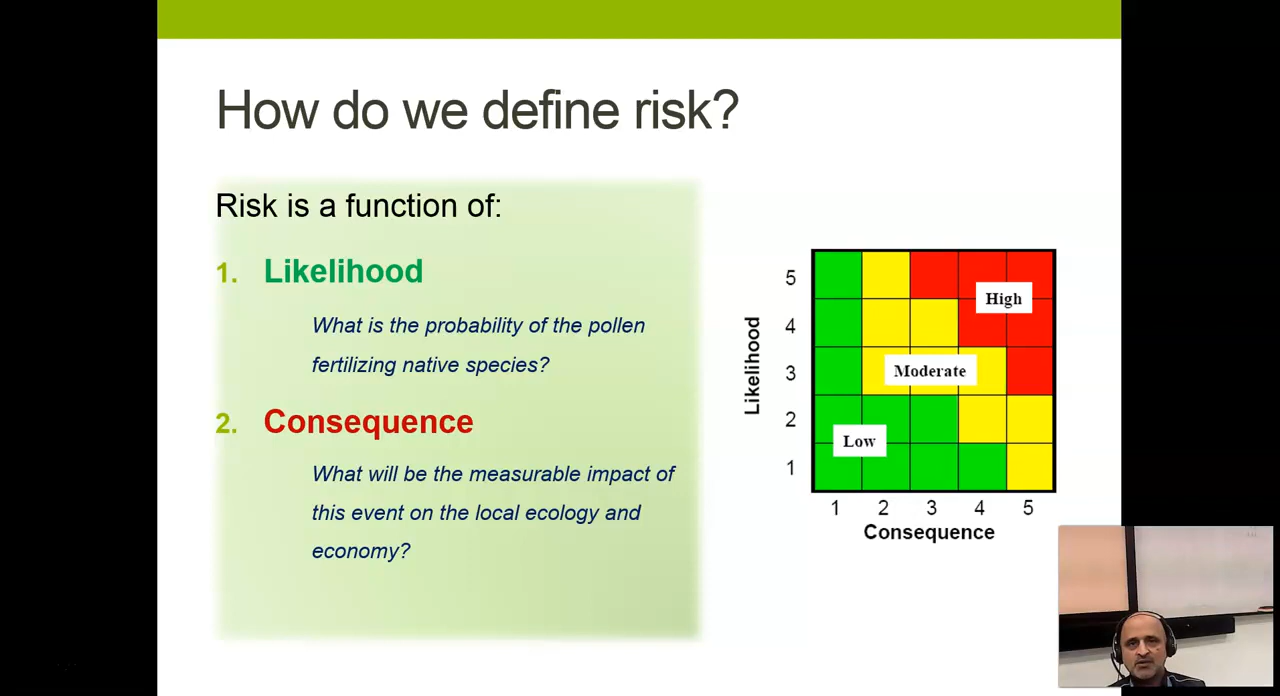 How do we define risk?
Risk is a function of:
1. Likelihood
What is the probability of the pollen
fertilizing native species?
2. Consequence
What will be the measurable impact of
this event on the local ecology and
economy?
Likelihood
5
4
3
2
1
High
Moderate
Low
1 2 3 4 5
Consequence